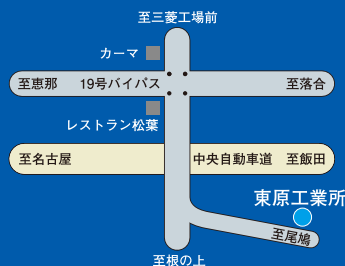 至三菱工場前
カーマ
至恵那 19号バイパス 至落合
レストラン松葉
至名古屋 中央自動車道 至飯田
東原工業所
至尾鳩
至根の上